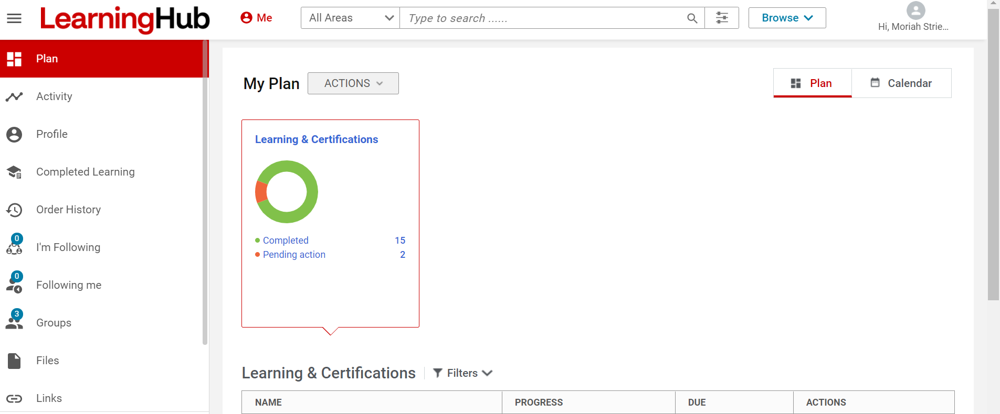 LearningHub
Me
All Areas
Type to search ......
Browse
Hi, Moriah Strie...
Plan
Activity
Profile
Completed Learning
Order History
0
I'm Following
0
Following me
3
Groups
Files
Links
My Plan
ACTIONS
Plan
Calendar
Learning & Certifications
Completed 15
Pending action 2
Learning & Certifications
Filters
NAME PROGRESS DUE ACTIONS